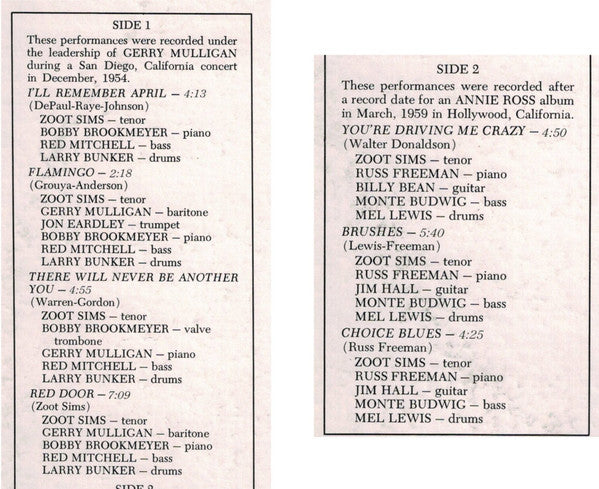 SIDE 1
These performances were recorded under
the leadership of GERRY MULLIGAN
during a San Diego, California concert
in December, 1954.
I'LL REMEMBER APRIL — 4:13
(DePaul-Raye-Johnson)
ZOOT SIMS — tenor
BOBBY BROOKMEYER — piano
RED MITCHELL — bass
LARRY BUNKER — drums
FLAMINGO — 2:18
(Grouya-Anderson)
ZOOT SIMS — tenor
GERRY MULLIGAN — baritone
JON EARDLEY — trumpet
BOBBY BROOKMEYER — piano
RED MITCHELL — bass
LARRY BUNKER — drums
THERE WILL NEVER BE ANOTHER
YOU — 4:55
(Warren-Gordon)
ZOOT SIMS — tenor
BOBBY BROOKMEYER — valve
trombone
GERRY MULLIGAN — piano
RED MITCHELL — bass
LARRY BUNKER — drums
RED DOOR — 7:09
(Zoot Sims)
ZOOT SIMS — tenor
GERRY MULLIGAN — baritone
BOBBY BROOKMEYER — piano
RED MITCHELL — bass
LARRY BUNKER — drums
SIDE 2
SIDE 2
These performances were recorded after
a record date for an ANNIE ROSS album
in March, 1959 in Hollywood, California.
YOU'RE DRIVING ME CRAZY — 4:50
(Walter Donaldson)
ZOOT SIMS — tenor
RUSS FREEMAN — piano
BILLY BEAN — guitar
MONTE BUDWIG — bass
MEL LEWIS — drums
BRUSHES — 5:40
(Lewis-Freeman)
ZOOT SIMS — tenor
RUSS FREEMAN — piano
JIM HALL — guitar
MONTE BUDWIG — bass
MEL LEWIS — drums
CHOICE BLUES — 4:25
(Russ Freeman)
ZOOT SIMS — tenor
RUSS FREEMAN — piano
JIM HALL — guitar
MONTE BUDWIG — bass
MEL LEWIS — drums